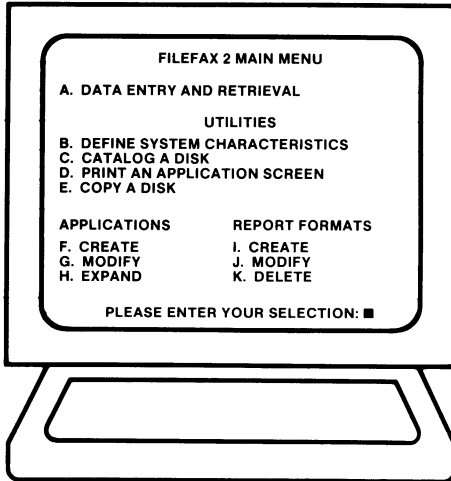 FILEFAX 2 MAIN MENU
A. DATA ENTRY AND RETRIEVAL
UTILITIES
B. DEFINE SYSTEM CHARACTERISTICS
C. CATALOG A DISK
D. PRINT AN APPLICATION SCREEN
E. COPY A DISK
APPLICATIONS
F. CREATE
G. MODIFY
H. EXPAND
REPORT FORMATS
I. CREATE
J. MODIFY
K. DELETE
PLEASE ENTER YOUR SELECTION: ■